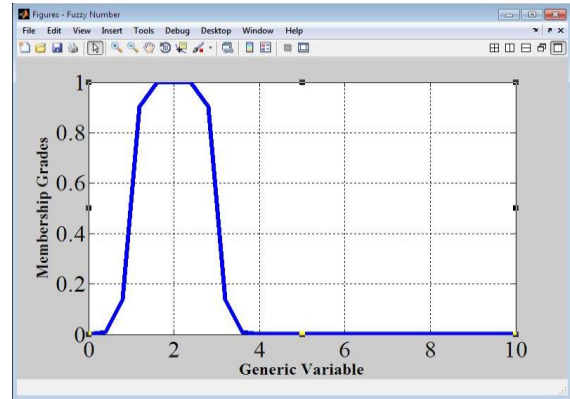 Figures - Fuzzy Number
File Edit View Insert Tools Debug Desktop Window Help
1
0.8
0.6
0.4
0.2
0
Membership Grades
0 2 4 6 8 10
Generic Variable